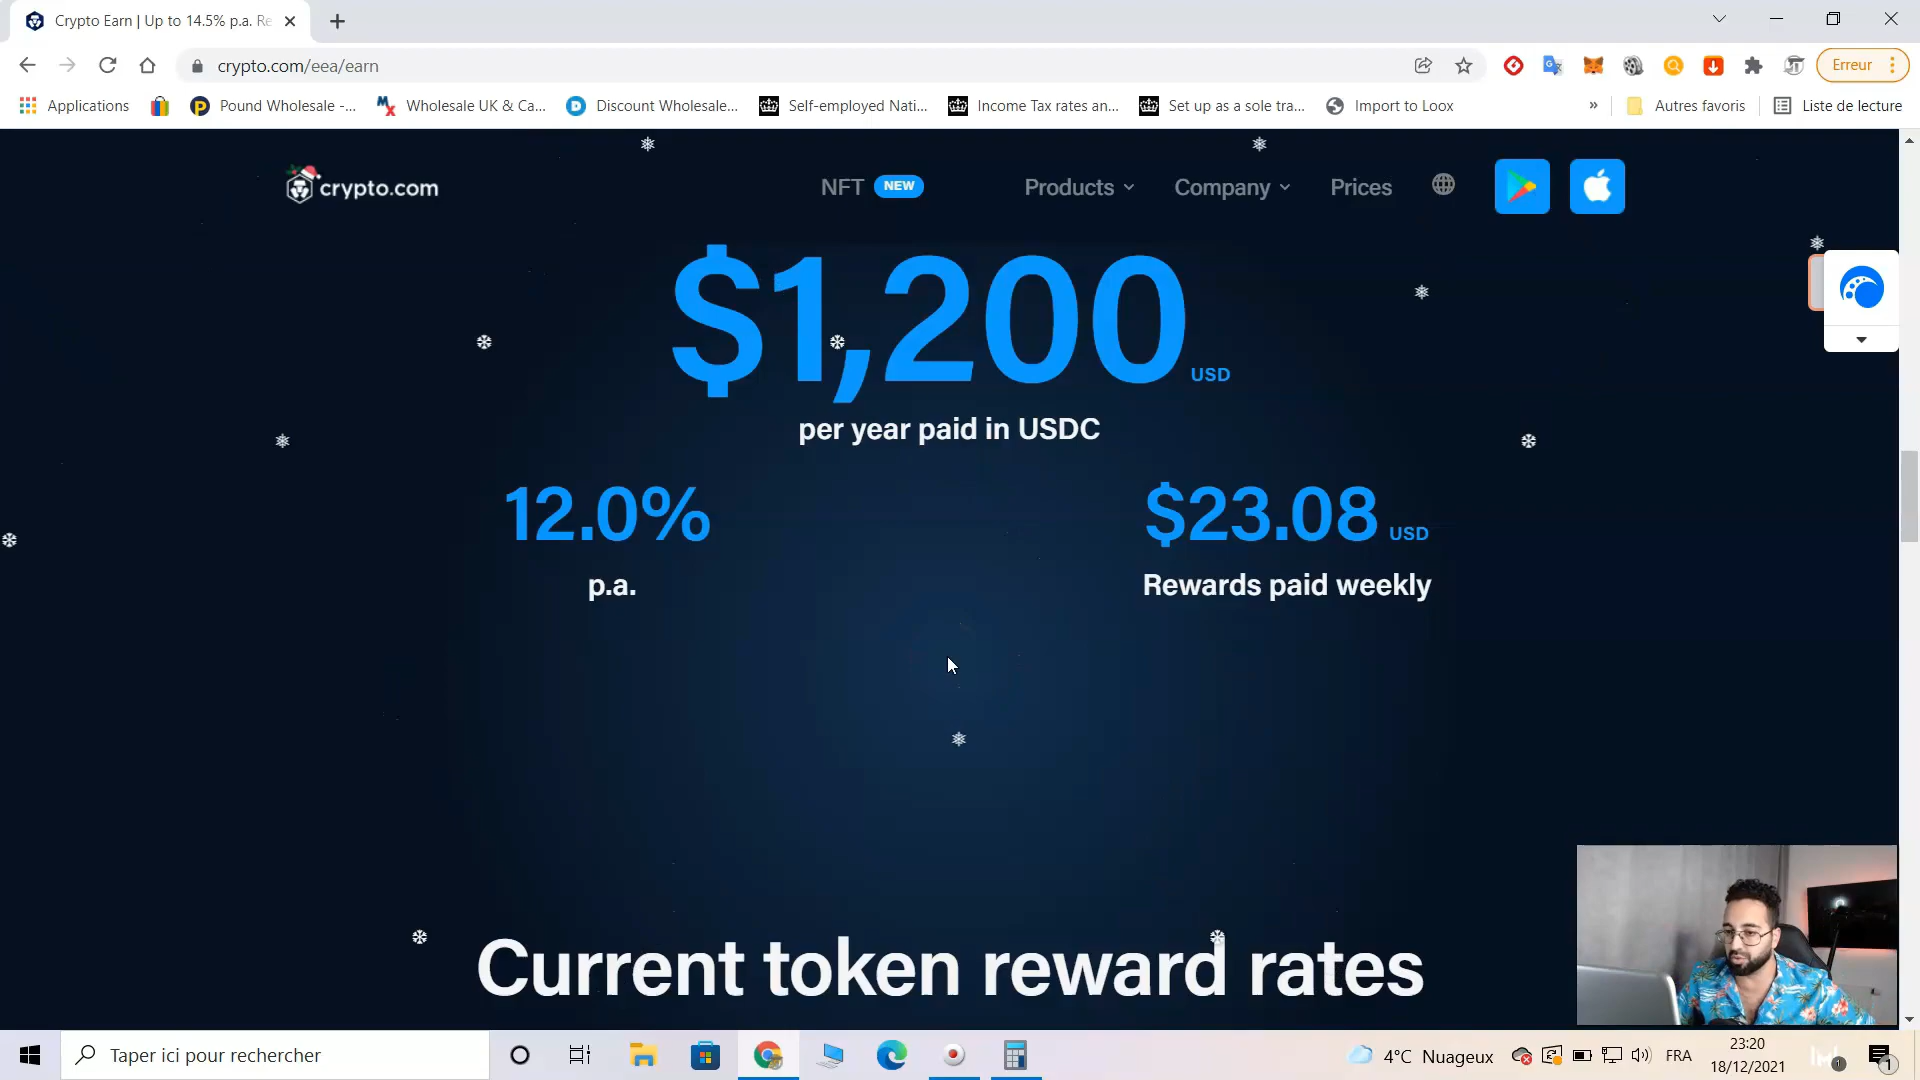 Crypto Earn | Up to 14.5% p.a. Re
crypto.com/eea/earn
Erreur
Applications
Pound Wholesale -...
Wholesale UK & Ca...
Discount Wholesale...
Self-employed Nati...
Income Tax rates an...
Set up as a sole tra...
Import to Loox
»
Autres favoris
Liste de lecture
crypto.com
NFT NEW
Products
Company
Prices
$1,200 USD
per year paid in USDC
12.0%
p.a.
$23.08 USD
Rewards paid weekly
Current token reward rates
Taper ici pour rechercher
4°C Nuageux
FRA
23:20
18/12/2021
1
1